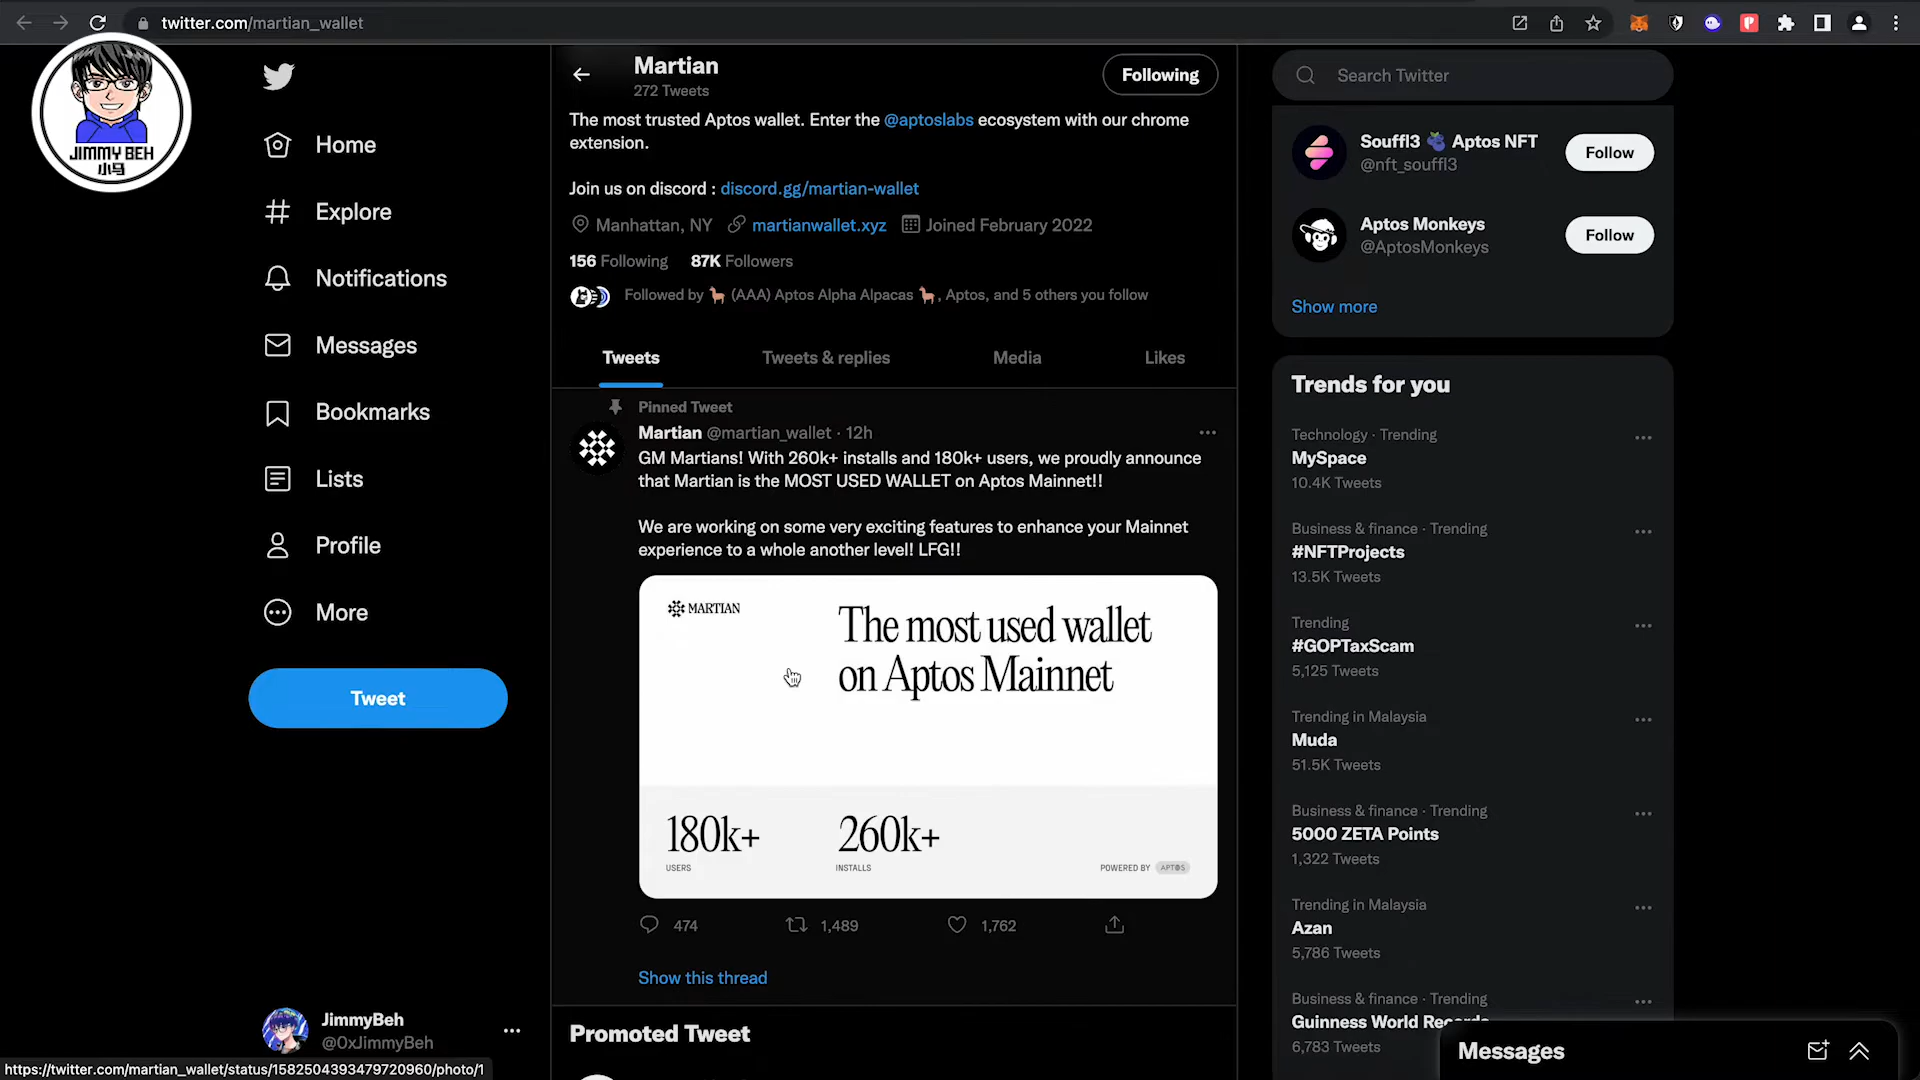 twitter.com/martian_wallet
JIMMY BEH
小马
Home
Explore
Notifications
Messages
Bookmarks
Lists
Profile
More
Tweet
JimmyBeh
@0xJimmyBeh
https://twitter.com/martian_wallet/status/1582504393479720960/photo/1
Martian
272 Tweets
Following
The most trusted Aptos wallet. Enter the @aptoslabs ecosystem with our chrome
extension.
Join us on discord : discord.gg/martian-wallet
Manhattan, NY martianwallet.xyz Joined February 2022
156 Following 87K Followers
Followed by (AAA) Aptos Alpha Alpacas , Aptos, and 5 others you follow
Tweets Tweets & replies Media Likes
Pinned Tweet
Martian @martian_wallet · 12h
GM Martians! With 260k+ installs and 180k+ users, we proudly announce
that Martian is the MOST USED WALLET on Aptos Mainnet!!
We are working on some very exciting features to enhance your Mainnet
experience to a whole another level! LFG!!
MARTIAN
The most used wallet
on Aptos Mainnet
180k+ 260k+
USERS INSTALLS POWERED BY APTOS
474 1,489 1,762
Show this thread
Promoted Tweet
Search Twitter
Souffl3 Aptos NFT
@nft_souffl3
Follow
Aptos Monkeys
@AptosMonkeys
Follow
Show more
Trends for you
Technology · Trending
MySpace
10.4K Tweets
Business & finance · Trending
#NFTProjects
13.5K Tweets
Trending
#GOPTaxScam
5,125 Tweets
Trending in Malaysia
Muda
51.5K Tweets
Business & finance · Trending
5000 ZETA Points
1,322 Tweets
Trending in Malaysia
Azan
5,786 Tweets
Business & finance · Trending
Guinness World Records
6,783 Tweets
Messages